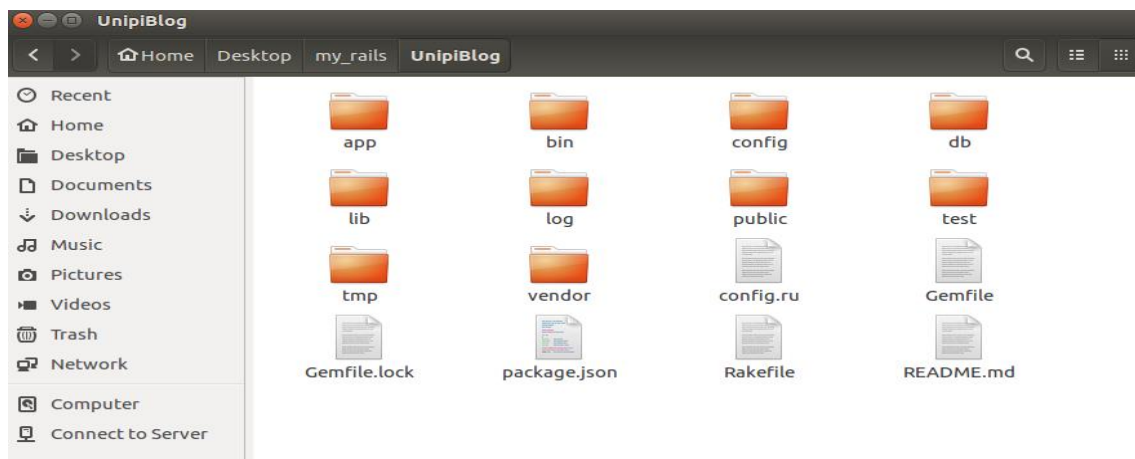 UnipiBlog
Home Desktop my_rails UnipiBlog
Recent
Home
Desktop
Documents
Downloads
Music
Pictures
Videos
Trash
Network
Computer
Connect to Server
app bin config db
lib log public test
tmp vendor config.ru Gemfile
Gemfile.lock package.json Rakefile README.md